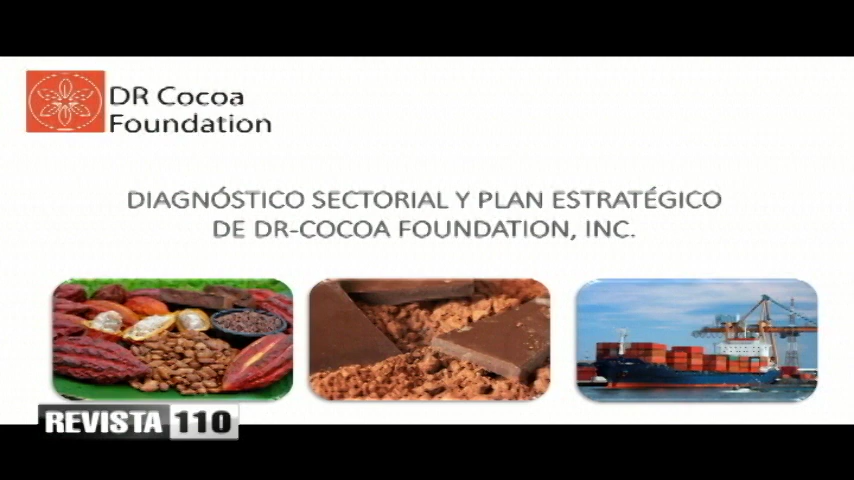 DR Cocoa
Foundation
DIAGNÓSTICO SECTORIAL Y PLAN ESTRATÉGICO
DE DR-COCOA FOUNDATION, INC.
REVISTA 110